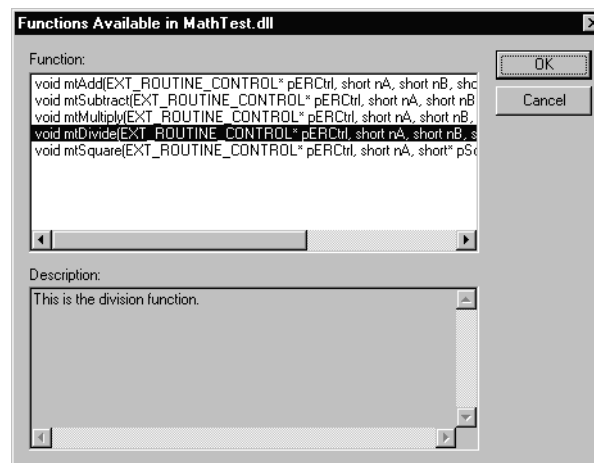 Functions Available in MathTest.dll
Function:
OK
void mtAdd(EXT_ROUTINE_CONTROL* pERCtrl, short nA, short nB, shc
void mtSubtract(EXT_ROUTINE_CONTROL* pERCtrl, short nA, short nB
Cancel
void mtMultiply(EXT_ROUTINE_CONTROL* pERCtrl, short nA, short nB,
void mtDivide(EXT_ROUTINE_CONTROL* pERCtrl, short nA, short nB, s
void mtSquare(EXT_ROUTINE_CONTROL* pERCtrl, short nA, short* pSc
Description:
This is the division function.